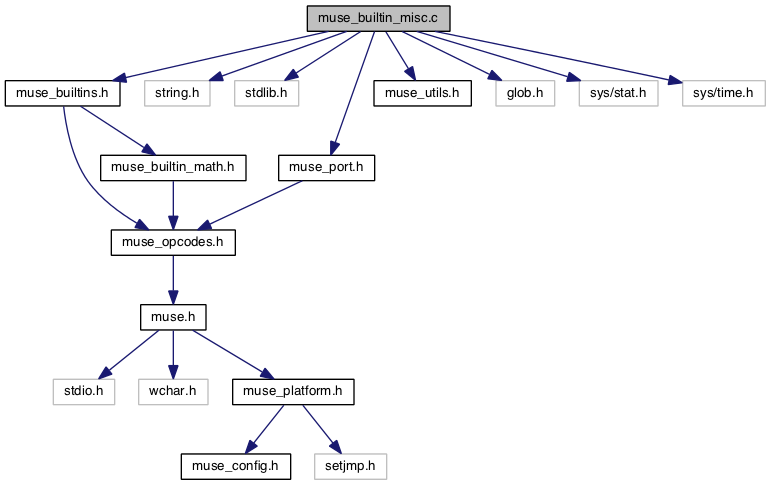 muse_builtin_misc.c
muse_builtins.h
string.h
stdlib.h
muse_utils.h
glob.h
sys/stat.h
sys/time.h
muse_builtin_math.h
muse_port.h
muse_opcodes.h
muse.h
stdio.h
wchar.h
muse_platform.h
muse_config.h
setjmp.h